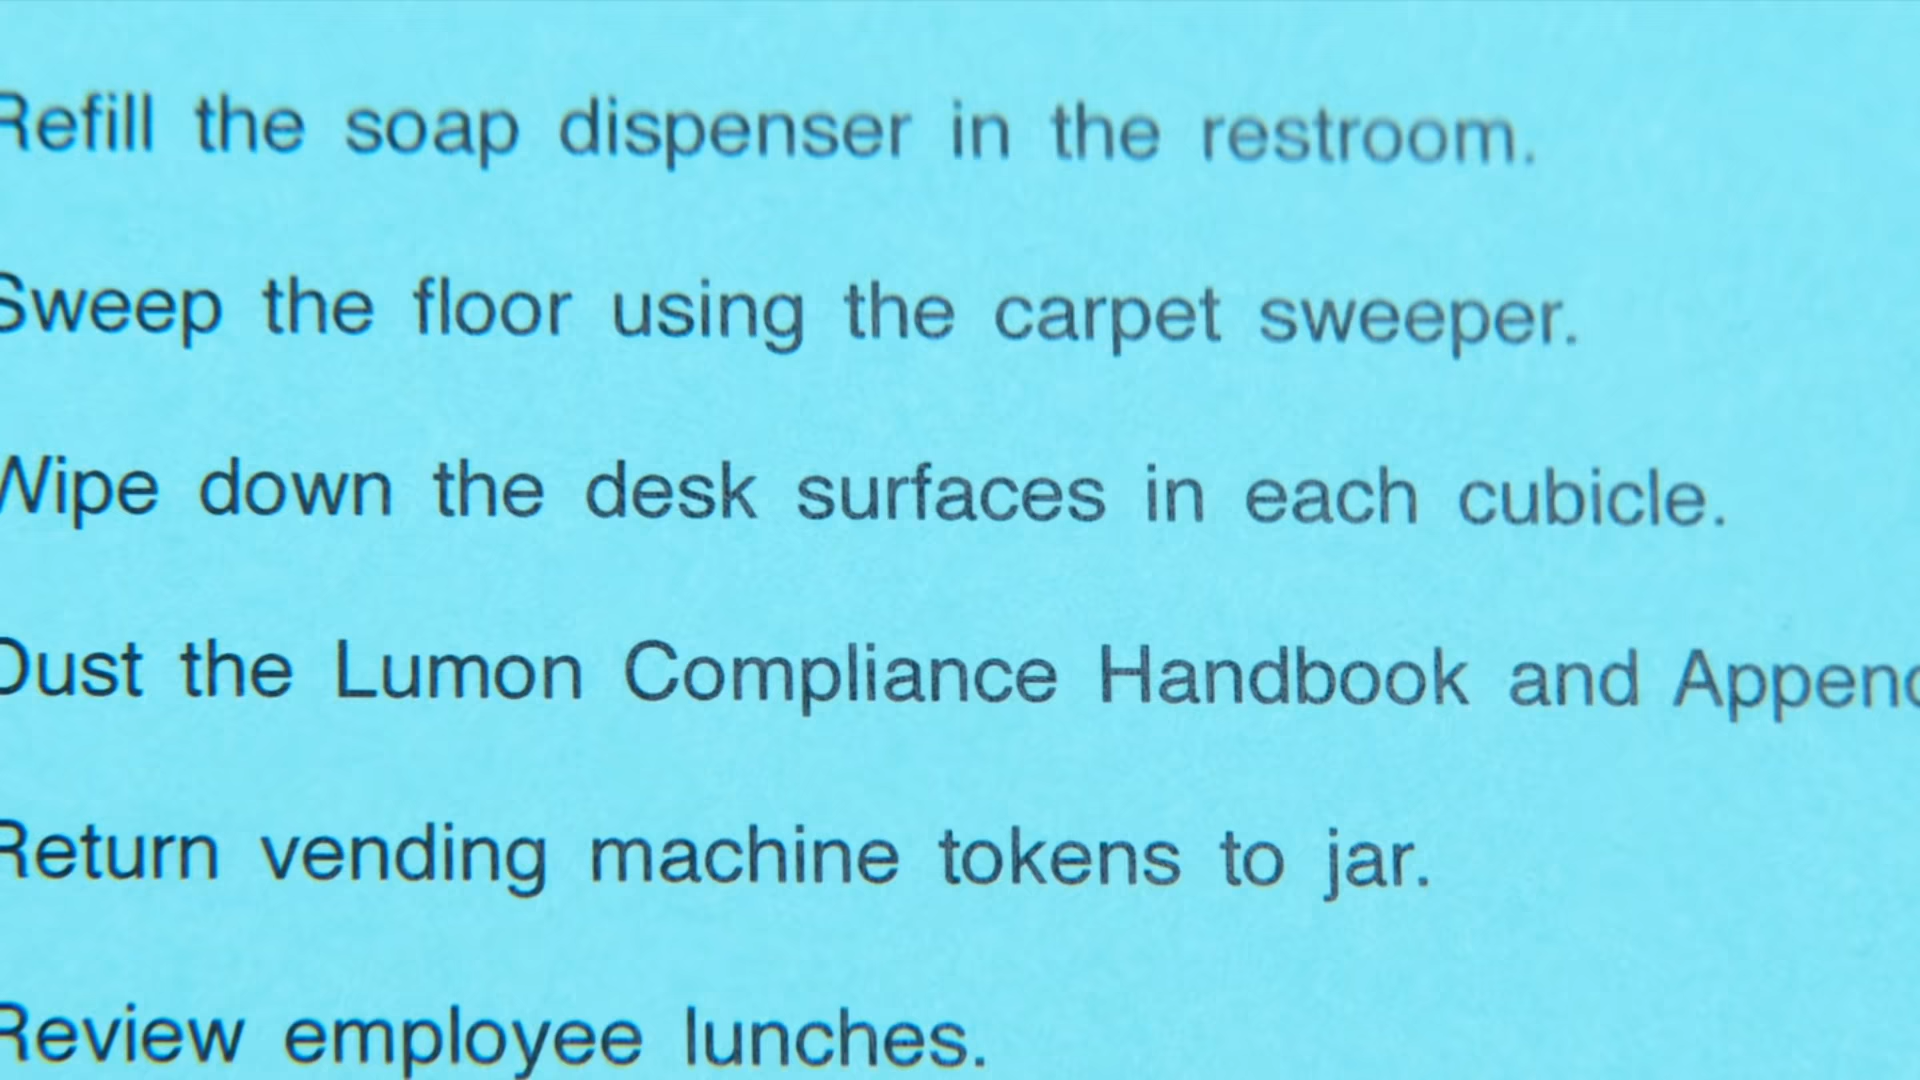 Refill the soap dispenser in the restroom.
Sweep the floor using the carpet sweeper.
Wipe down the desk surfaces in each cubicle.
Dust the Lumon Compliance Handbook and Append
Return vending machine tokens to jar.
Review employee lunches.